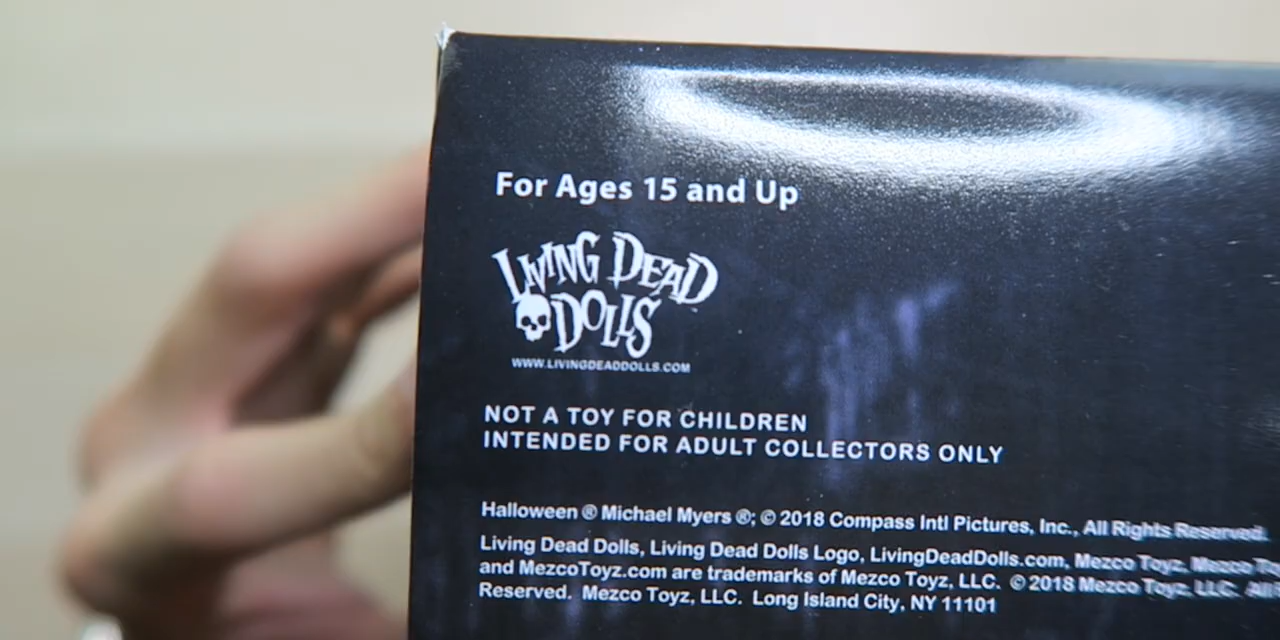 For Ages 15 and Up
LIVING DEAD
DOLLS
WWW.LIVINGDEADDOLLS.COM
NOT A TOY FOR CHILDREN
INTENDED FOR ADULT COLLECTORS ONLY
Halloween ® Michael Myers ®; © 2018 Compass Intl Pictures, Inc., All Rights Reserved.
Living Dead Dolls, Living Dead Dolls Logo, LivingDeadDolls.com, Mezco Toyz, Mezco
and MezcoToyz.com are trademarks of Mezco Toyz, LLC. © 2018 Mezco Toyz, LLC. All
Reserved. Mezco Toyz, LLC. Long Island City, NY 11101